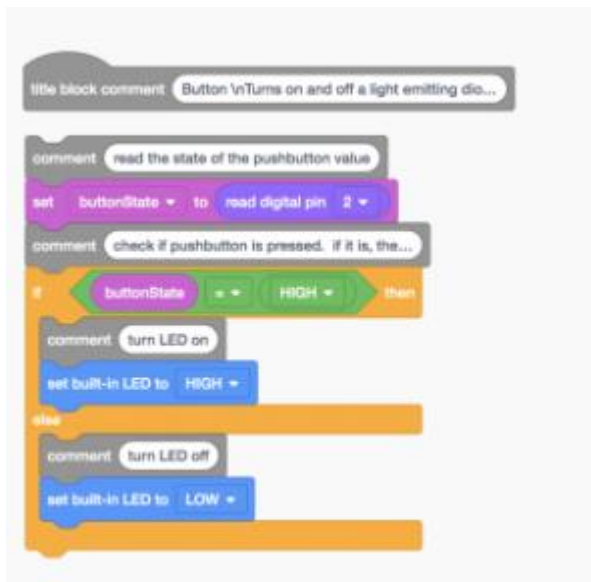 title block comment Button \nTurns on and off a light emitting dio...
comment read the state of the pushbutton value
set buttonState to read digital pin 2
comment check if pushbutton is pressed. if it is, the...
if buttonState = HIGH then
comment turn LED on
set built-in LED to HIGH
else
comment turn LED off
set built-in LED to LOW